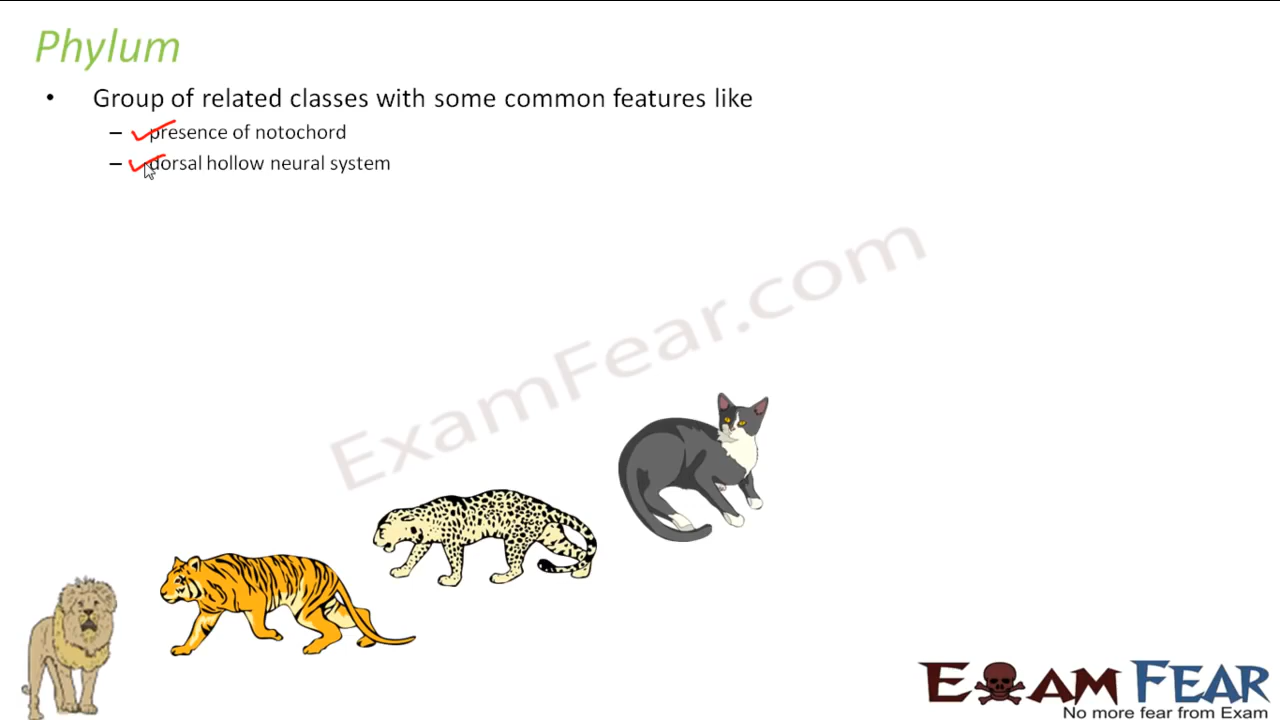 Phylum
• Group of related classes with some common features like
– presence of notochord
– dorsal hollow neural system
ExamFear.com
EXAM FEAR
No more fear from Exam